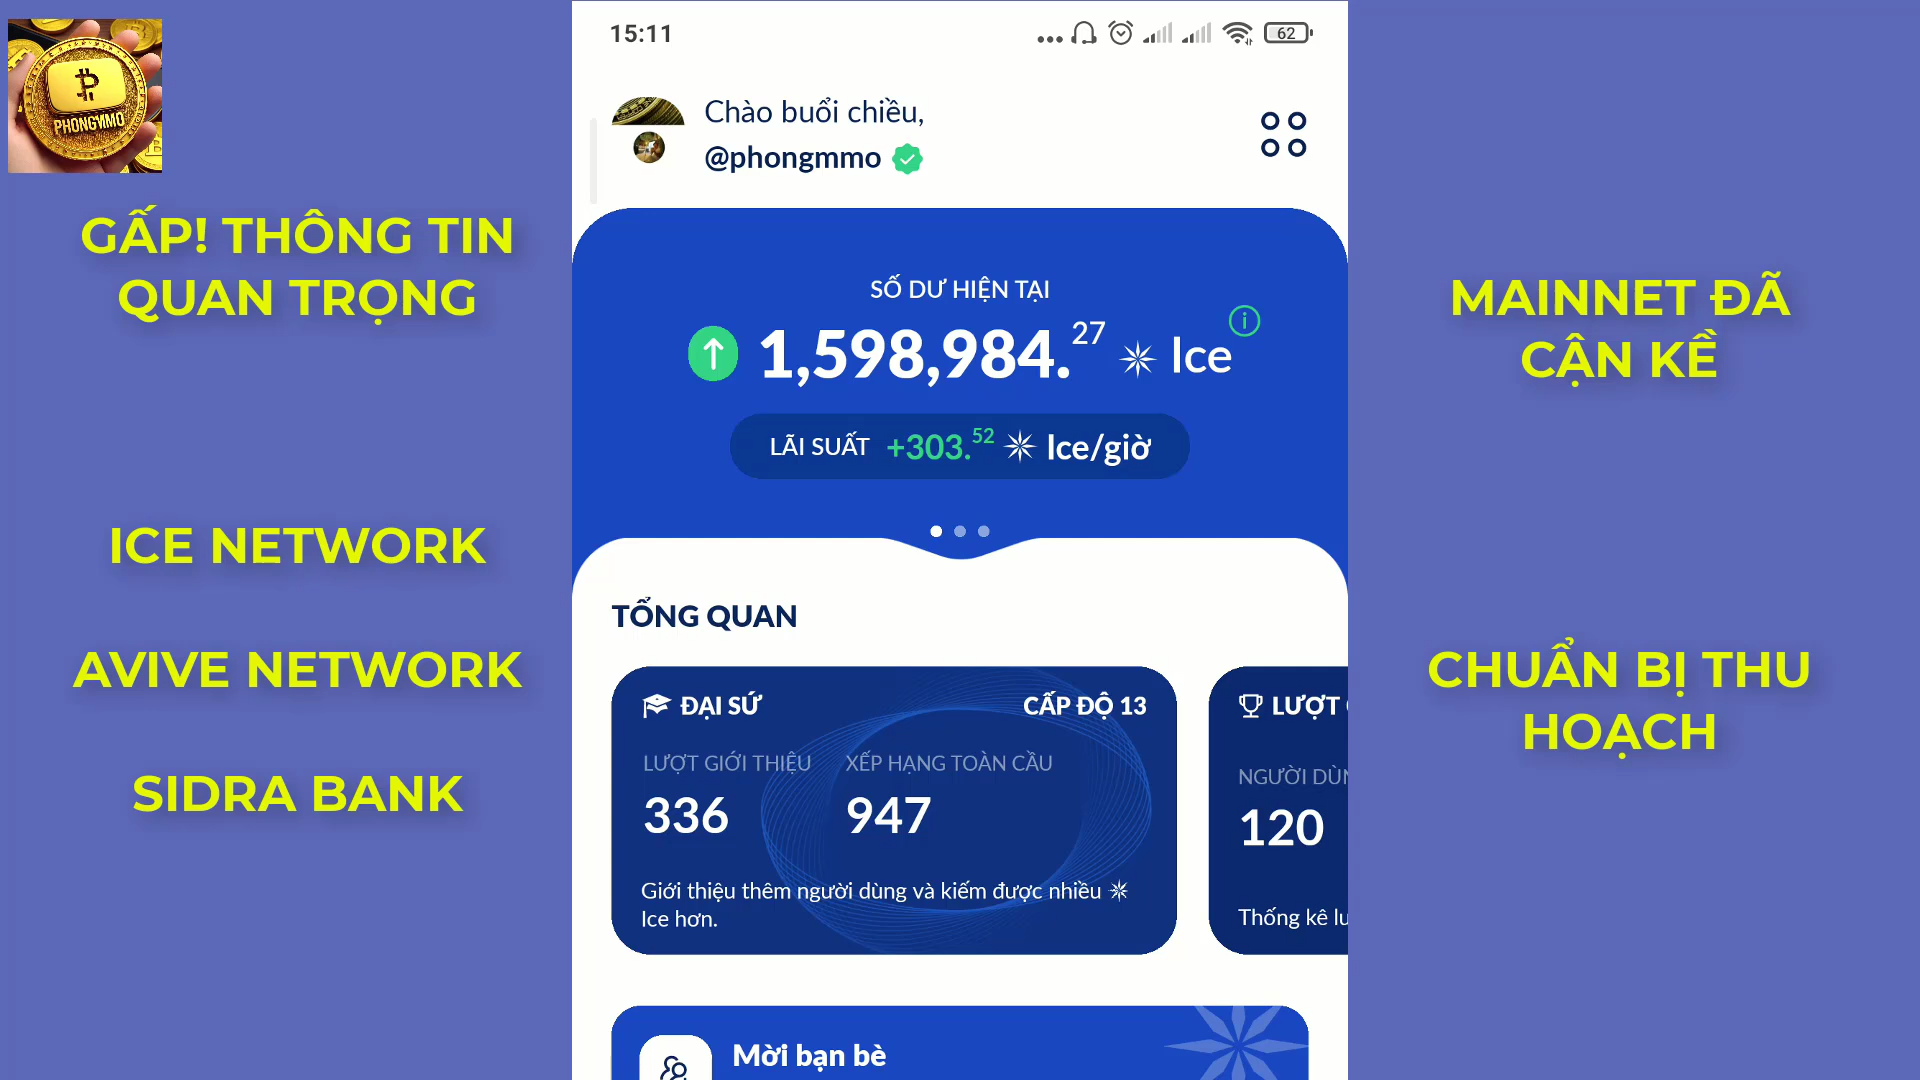 PHONGMMO
GẤP! THÔNG TIN
QUAN TRỌNG
ICE NETWORK
AVIVE NETWORK
SIDRA BANK
15:11
62
Chào buổi chiều,
@phongmmo
SỐ DƯ HIỆN TẠI
1,598,984.27 Ice
LÃI SUẤT +303.52 Ice/giờ
TỔNG QUAN
ĐẠI SỨ CẤP ĐỘ 13
LƯỢT GIỚI THIỆU XẾP HẠNG TOÀN CẦU
336 947
Giới thiệu thêm người dùng và kiếm được nhiều
Ice hơn.
LƯỢT
NGƯỜI DÙN
120
Thống kê lư
Mời bạn bè
MAINNET ĐÃ
CẬN KỀ
CHUẨN BỊ THU
HOẠCH